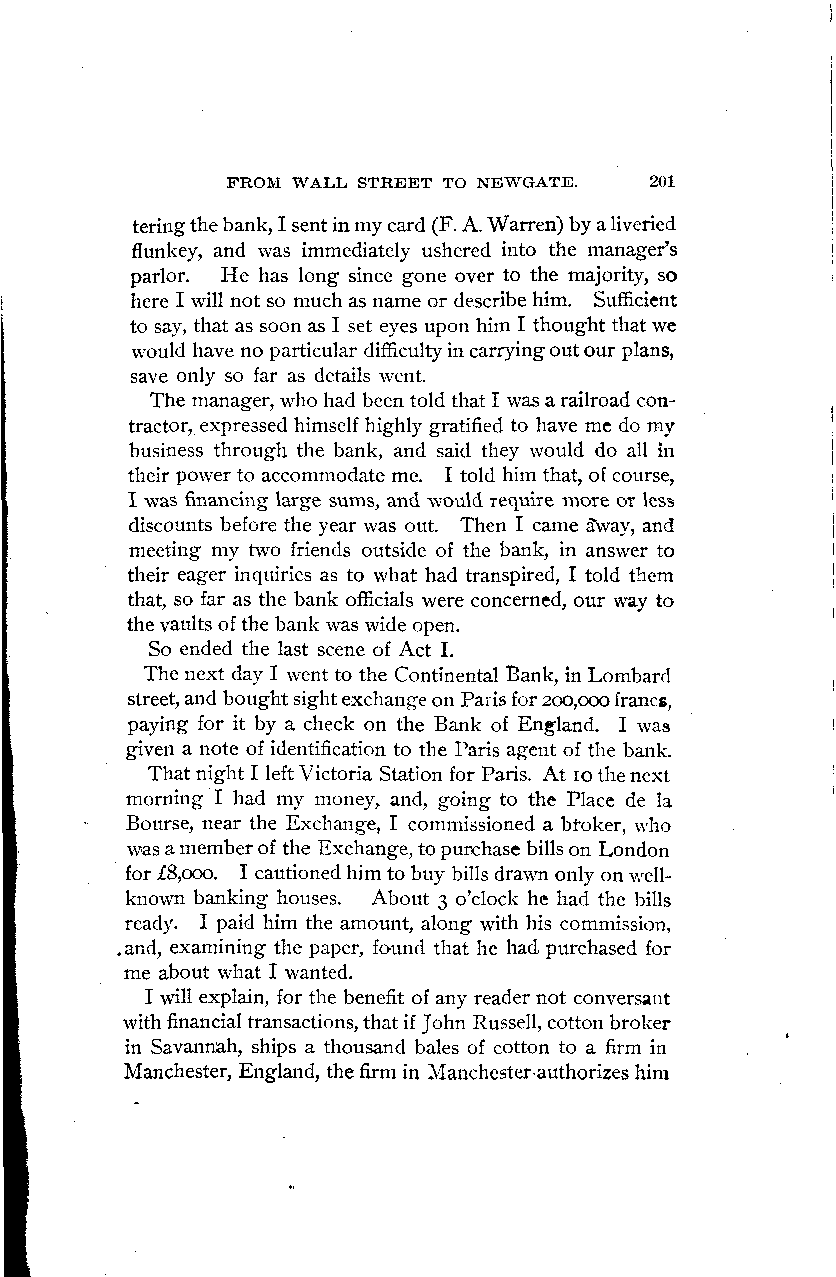 FROM WALL STREET TO NEWGATE. 201
tering the bank, I sent in my card (F. A. Warren) by a liveried
flunkey, and was immediately ushered into the manager's
parlor. He has long since gone over to the majority, so
here I will not so much as name or describe him. Sufficient
to say, that as soon as I set eyes upon him I thought that we
would have no particular difficulty in carrying out our plans,
save only so far as details went.
The manager, who had been told that I was a railroad con-
tractor, expressed himself highly gratified to have me do my
business through the bank, and said they would do all in
their power to accommodate me. I told him that, of course,
I was financing large sums, and would require more or less
discounts before the year was out. Then I came away, and
meeting my two friends outside of the bank, in answer to
their eager inquiries as to what had transpired, I told them
that, so far as the bank officials were concerned, our way to
the vaults of the bank was wide open.
So ended the last scene of Act I.
The next day I went to the Continental Bank, in Lombard
street, and bought sight exchange on Paris for 200,000 francs,
paying for it by a check on the Bank of England. I was
given a note of identification to the Paris agent of the bank.
That night I left Victoria Station for Paris. At 10 the next
morning I had my money, and, going to the Place de la
Bourse, near the Exchange, I commissioned a broker, who
was a member of the Exchange, to purchase bills on London
for £8,000. I cautioned him to buy bills drawn only on well-
known banking houses. About 3 o'clock he had the bills
ready. I paid him the amount, along with his commission,
and, examining the paper, found that he had purchased for
me about what I wanted.
I will explain, for the benefit of any reader not conversant
with financial transactions, that if John Russell, cotton broker
in Savannah, ships a thousand bales of cotton to a firm in
Manchester, England, the firm in Manchester authorizes him